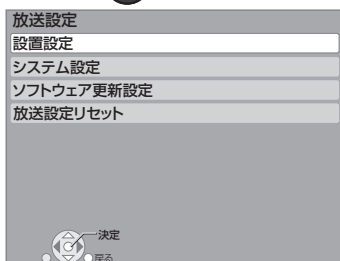 放送設定
設置設定
システム設定
ソフトウェア更新設定
放送設定リセット
決定
戻る